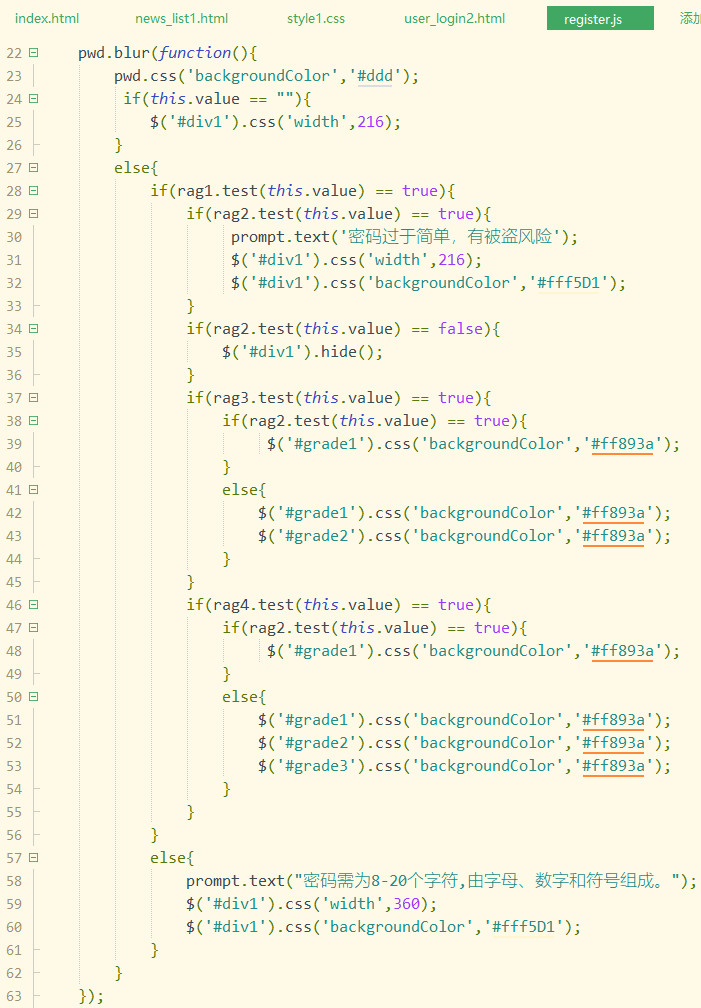 index.html news_list1.html style1.css user_login2.html register.js 添加
22 pwd.blur(function(){
23 pwd.css('backgroundColor','#ddd');
24 if(this.value == ""){
25 $('#div1').css('width',216);
26 }
27 else{
28 if(rag1.test(this.value) == true){
29 if(rag2.test(this.value) == true){
30 prompt.text('密码过于简单，有被盗风险');
31 $('#div1').css('width',216);
32 $('#div1').css('backgroundColor','#fff5D1');
33 }
34 if(rag2.test(this.value) == false){
35 $('#div1').hide();
36 }
37 if(rag3.test(this.value) == true){
38 if(rag2.test(this.value) == true){
39 $('#grade1').css('backgroundColor','#ff893a');
40 }
41 else{
42 $('#grade1').css('backgroundColor','#ff893a');
43 $('#grade2').css('backgroundColor','#ff893a');
44 }
45 }
46 if(rag4.test(this.value) == true){
47 if(rag2.test(this.value) == true){
48 $('#grade1').css('backgroundColor','#ff893a');
49 }
50 else{
51 $('#grade1').css('backgroundColor','#ff893a');
52 $('#grade2').css('backgroundColor','#ff893a');
53 $('#grade3').css('backgroundColor','#ff893a');
54 }
55 }
56 }
57 else{
58 prompt.text("密码需为8-20个字符,由字母、数字和符号组成。");
59 $('#div1').css('width',360);
60 $('#div1').css('backgroundColor','#fff5D1');
61 }
62 }
63 });